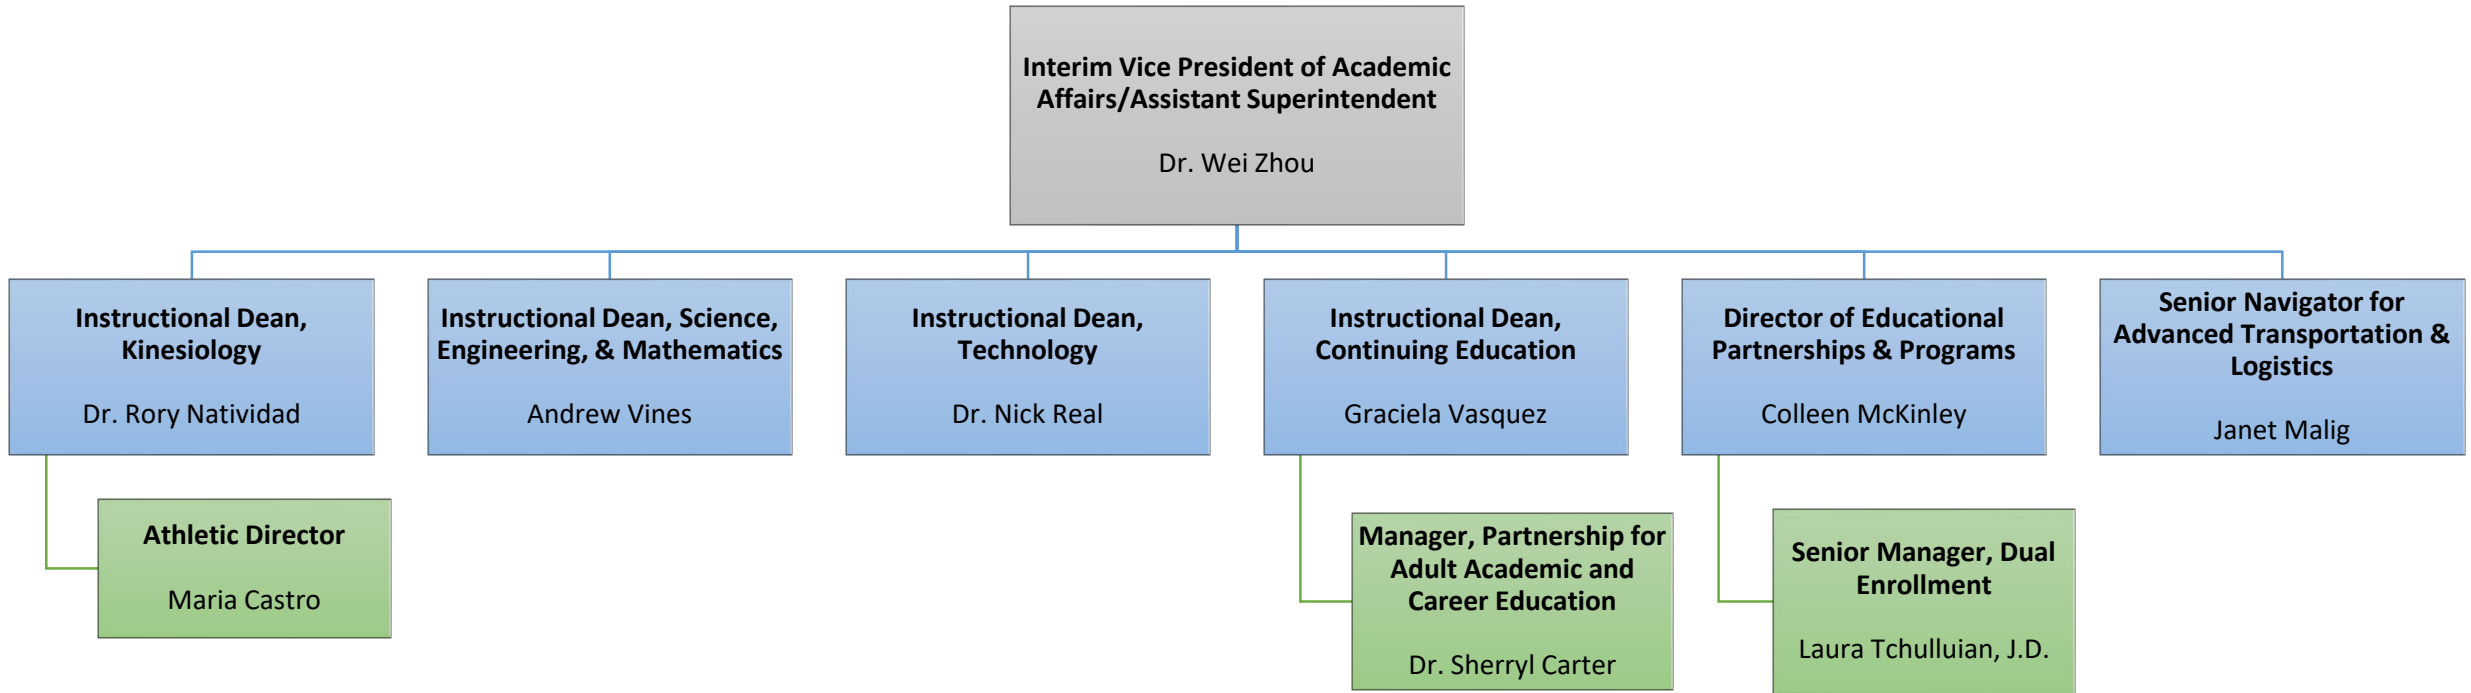 Interim Vice President of Academic
Affairs/Assistant Superintendent
Dr. Wei Zhou
Instructional Dean,
Kinesiology
Dr. Rory Natividad
Instructional Dean, Science,
Engineering, & Mathematics
Andrew Vines
Instructional Dean,
Technology
Dr. Nick Real
Instructional Dean,
Continuing Education
Graciela Vasquez
Director of Educational
Partnerships & Programs
Colleen McKinley
Senior Navigator for
Advanced Transportation &
Logistics
Janet Malig
Athletic Director
Maria Castro
Manager, Partnership for
Adult Academic and
Career Education
Dr. Sherryl Carter
Senior Manager, Dual
Enrollment
Laura Tchulluian, J.D.